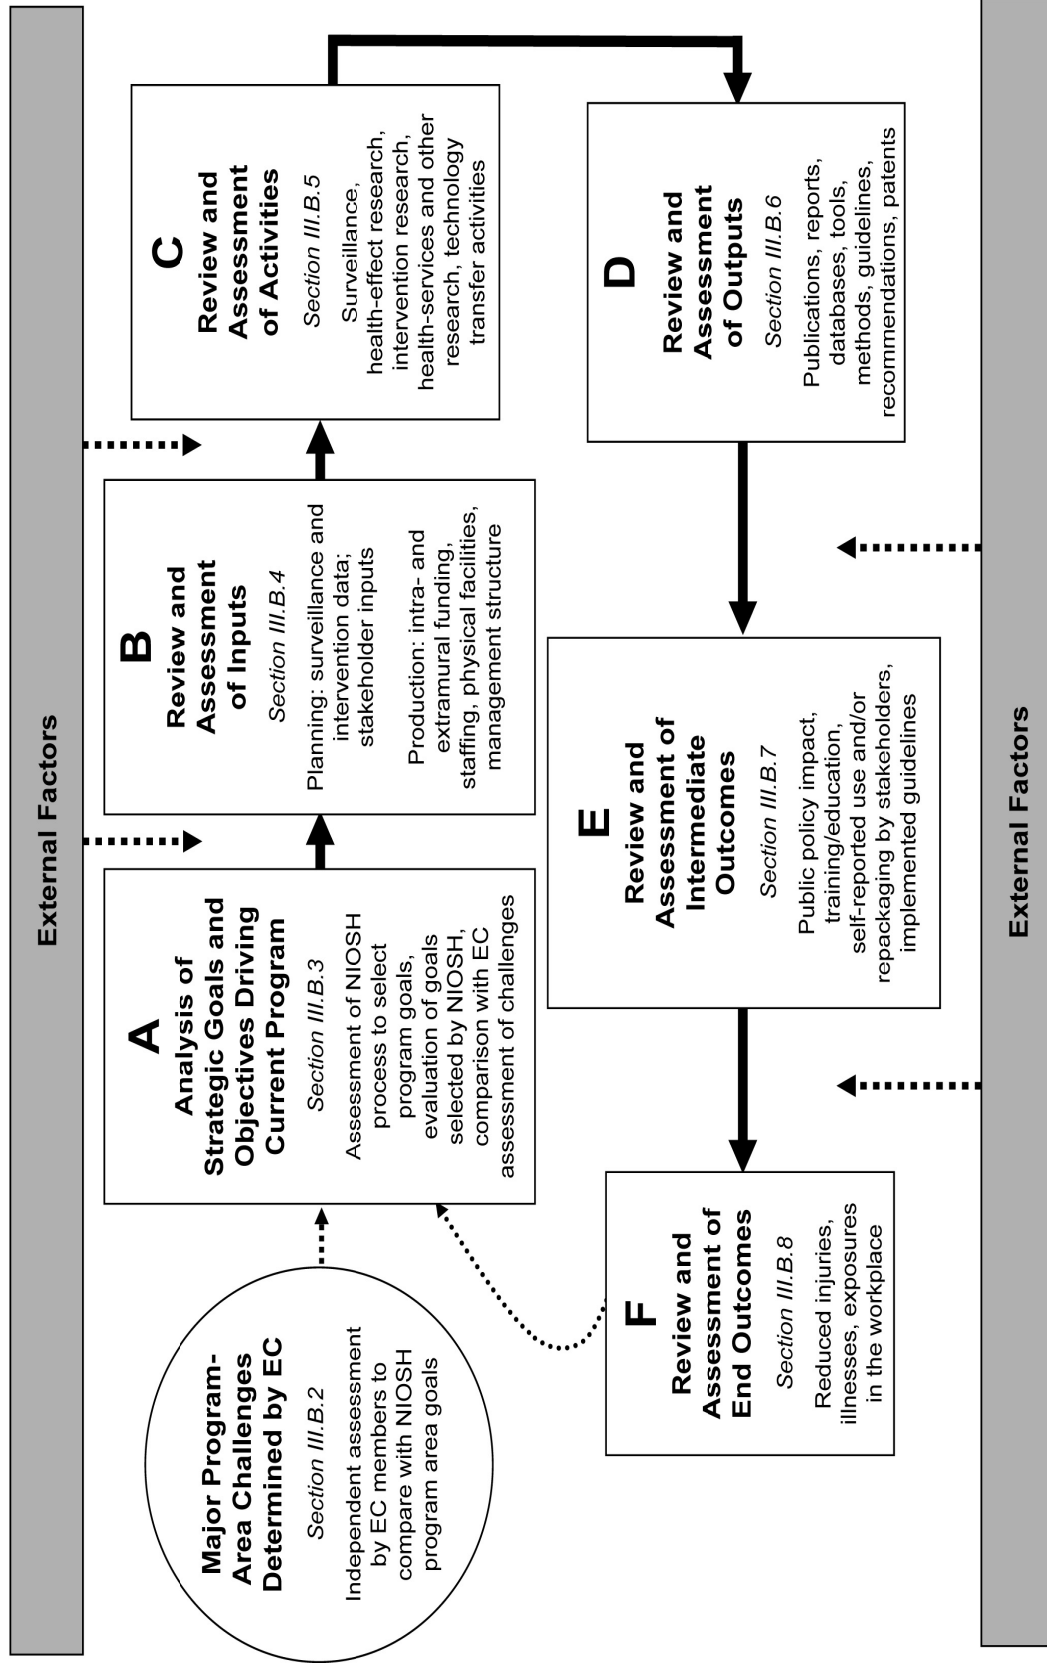 External Factors
Major Program-
Area Challenges
Determined by EC
Section III.B.2
Independent assessment
by EC members to
compare with NIOSH
program area goals
A
Analysis of
Strategic Goals and
Objectives Driving
Current Program
Section III.B.3
Assessment of NIOSH
process to select
program goals,
evaluation of goals
selected by NIOSH,
comparison with EC
assessment of challenges
B
Review and
Assessment
of Inputs
Section III.B.4
Planning: surveillance and
intervention data;
stakeholder inputs
Production: intra- and
extramural funding,
staffing, physical facilities,
management structure
C
Review and
Assessment
of Activities
Section III.B.5
Surveillance,
health-effect research,
intervention research,
health-services and other
research, technology
transfer activities
D
Review and
Assessment
of Outputs
Section III.B.6
Publications, reports,
databases, tools,
methods, guidelines,
recommendations, patents
E
Review and
Assessment of
Intermediate
Outcomes
Section III.B.7
Public policy impact,
training/education,
self-reported use and/or
repackaging by stakeholders,
implemented guidelines
F
Review and
Assessment of
End Outcomes
Section III.B.8
Reduced injuries,
illnesses, exposures
in the workplace
External Factors